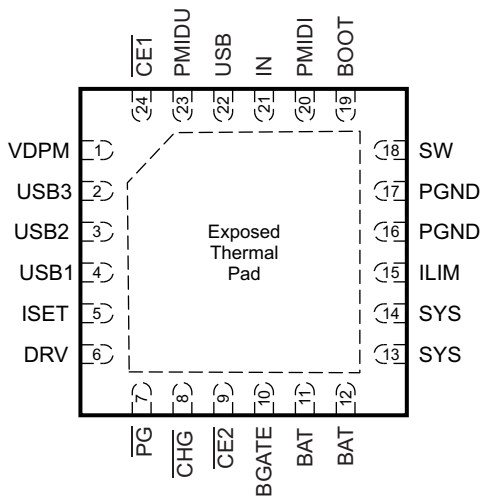 CE1
PMIDU
USB
IN
PMIDI
BOOT
24
23
22
21
20
19
VDPM 1
USB3 2
USB2 3
USB1 4
ISET 5
DRV 6
Exposed
Thermal
Pad
18 SW
17 PGND
16 PGND
15 ILIM
14 SYS
13 SYS
7
8
9
10
11
12
PG
CHG
CE2
BGATE
BAT
BAT